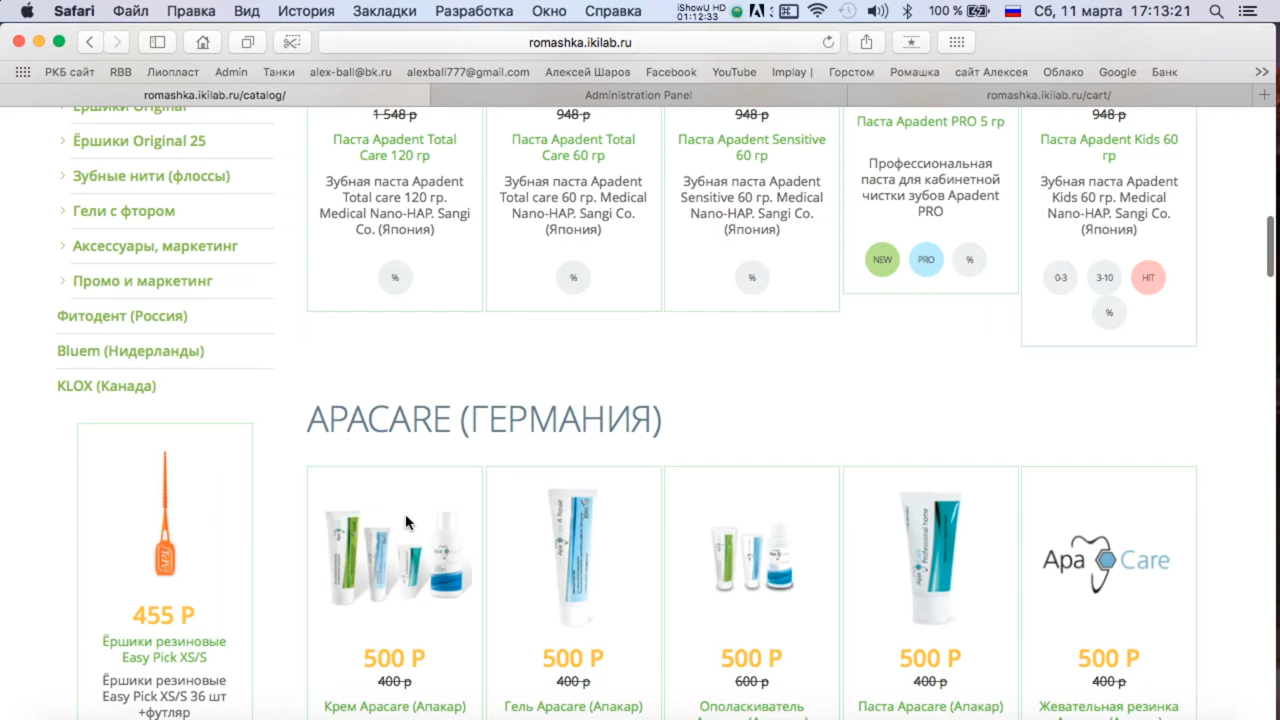 Safari Файл Правка Вид История Закладки Разработка Окно Справка iShowU HD 01:12:33 100 % Сб, 11 марта 17:13:21
romashka.ikilab.ru
РКБ сайт RBB Лиопласт Admin Танки alex-ball@bk.ru alexball777@gmail.com Алексей Шаров Facebook YouTube Implay | Горстом Ромашка сайт Алексея Облако Google Банк
romashka.ikilab.ru/catalog/ Administration Panel romashka.ikilab.ru/cart/
Ёршики Original
Ёршики Original 25
Зубные нити (флоссы)
Гели с фтором
Аксессуары, маркетинг
Промо и маркетинг
Фитодент (Россия)
Bluem (Нидерланды)
KLOX (Канада)
455 Р
Ёршики резиновые
Easy Pick XS/S
Ёршики резиновые
Easy Pick XS/S 36 шт
+футляр
1 548 р
Паста Apadent Total
Care 120 гр
Зубная паста Apadent
Total care 120 гр.
Medical Nano-HAP. Sangi
Co. (Япония)
%
948 р
Паста Apadent Total
Care 60 гр
Зубная паста Apadent
Total care 60 гр.
Medical Nano-HAP. Sangi Co.
(Япония)
%
948 р
Паста Apadent Sensitive
60 гр
Зубная паста Apadent
Sensitive 60 гр. Medical
Nano-HAP. Sangi Co.
(Япония)
%
Паста Apadent PRO 5 гр
Профессиональная
паста для кабинетной
чистки зубов Apadent
PRO
NEW PRO %
948 р
Паста Apadent Kids 60
гр
Зубная паста Apadent
Kids 60 гр. Medical
Nano-HAP. Sangi Co.
(Япония)
0-3 3-10 HIT
%
APACARE (ГЕРМАНИЯ)
Apa Care
500 Р
400 р
Крем Apacare (Апакар)
500 Р
400 р
Гель Apacare (Апакар)
500 Р
600 р
Ополаскиватель
500 Р
400 р
Паста Apacare (Апакар)
500 Р
400 р
Жевательная резинка